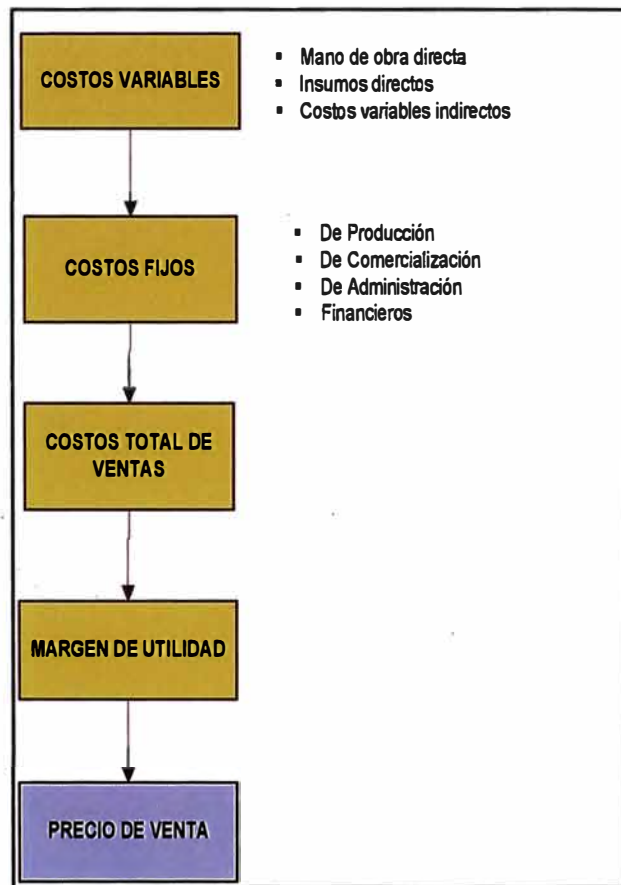 COSTOS VARIABLES
▪ Mano de obra directa
▪ Insumos directos
▪ Costos variables indirectos
COSTOS FIJOS
▪ De Producción
▪ De Comercialización
▪ De Administración
▪ Financieros
COSTOS TOTAL DE
VENTAS
MARGEN DE UTILIDAD
PRECIO DE VENTA